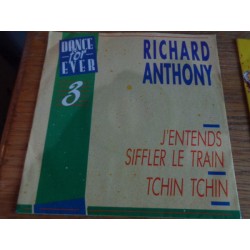 DANCE
for
EVER
3
RICHARD
ANTHONY
J'ENTENDS
SIFFLER LE TRAIN
TCHIN TCHIN